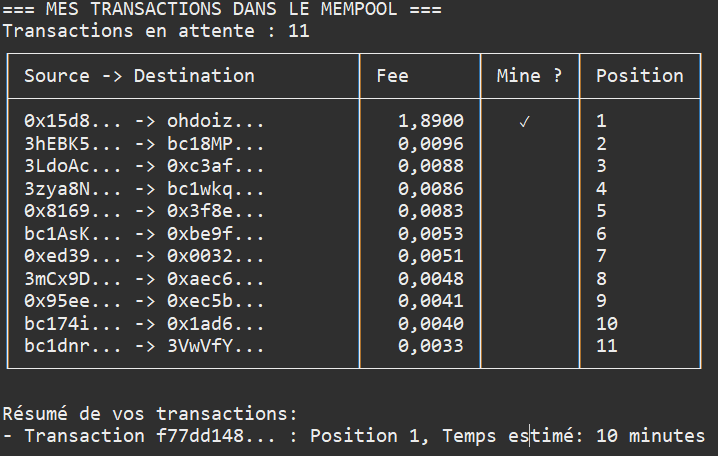 === MES TRANSACTIONS DANS LE MEMPOOL ===
Transactions en attente : 11
Source -> Destination Fee Mine ? Position
0x15d8... -> ohdoiz... 1,8900 ✓ 1
3hEBK5... -> bc18MP... 0,0096 2
3LdoAc... -> 0xc3af... 0,0088 3
3zya8N... -> bc1wkq... 0,0086 4
0x8169... -> 0x3f8e... 0,0083 5
bc1AsK... -> 0xbe9f... 0,0053 6
0xed39... -> 0x0032... 0,0051 7
3mCx9D... -> 0xaec6... 0,0048 8
0x95ee... -> 0xec5b... 0,0041 9
bc174i... -> 0x1ad6... 0,0040 10
bc1dnr... -> 3VwVfY... 0,0033 11
Résumé de vos transactions:
- Transaction f77dd148... : Position 1, Temps estimé: 10 minutes